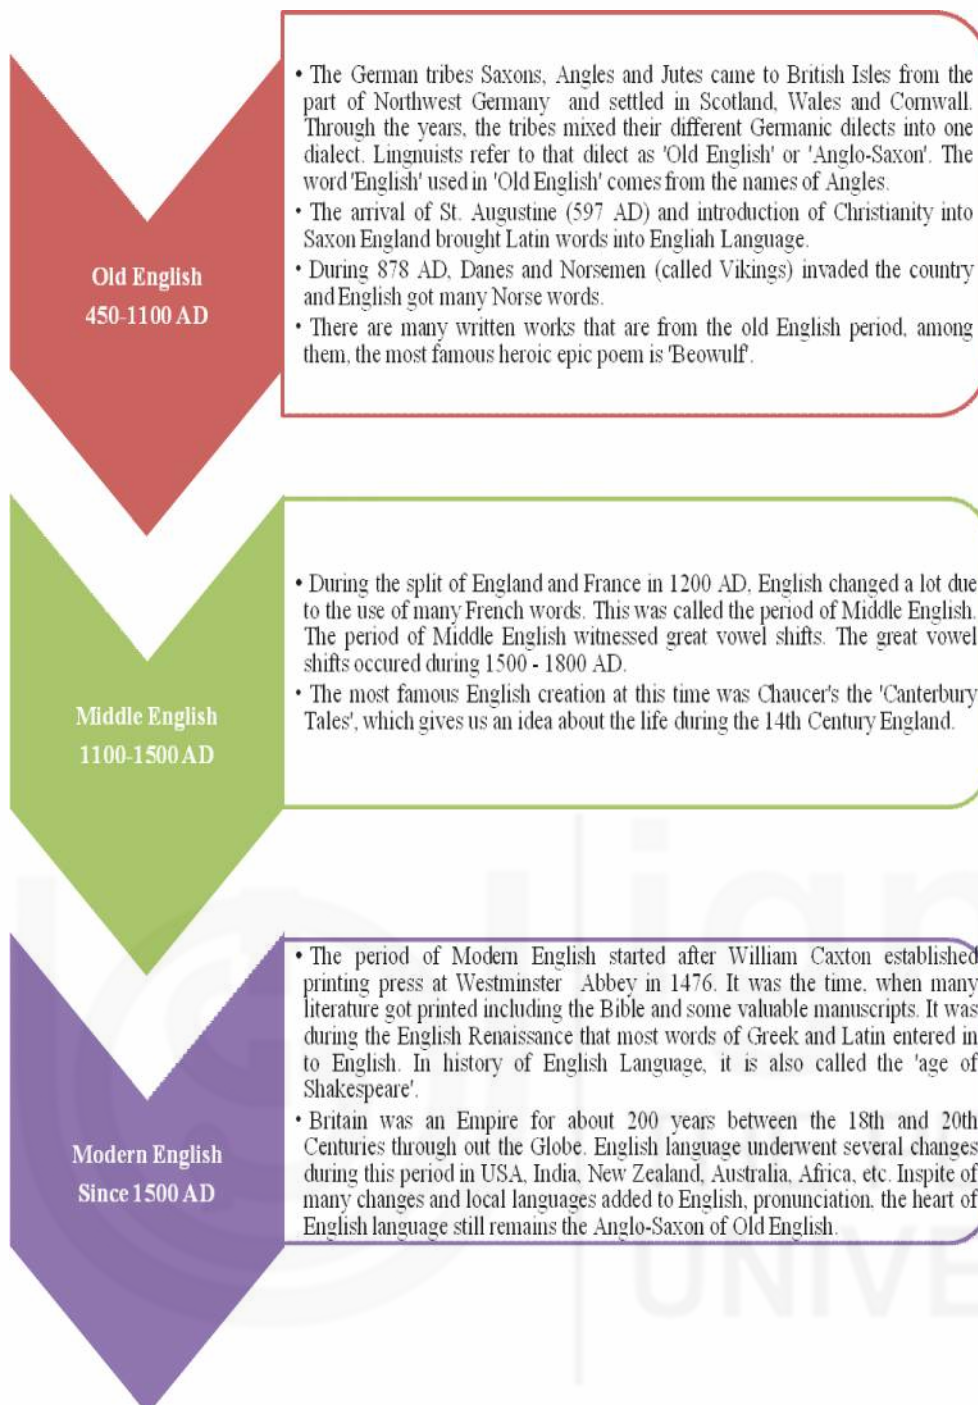 • The German tribes Saxons, Angles and Jutes came to British Isles from the
part of Northwest Germany and settled in Scotland, Wales and Cornwall.
Through the years, the tribes mixed their different Germanic dilects into one
dialect. Lingnuists refer to that dilect as 'Old English' or 'Anglo-Saxon'. The
word 'English' used in 'Old English' comes from the names of Angles.
• The arrival of St. Augustine (597 AD) and introduction of Christianity into
Saxon England brought Latin words into Engliah Language.
• During 878 AD, Danes and Norsemen (called Vikings) invaded the country
and English got many Norse words.
• There are many written works that are from the old English period, among
them, the most famous heroic epic poem is 'Beowulf'.
Old English
450-1100 AD
• During the split of England and France in 1200 AD, English changed a lot due
to the use of many French words. This was called the period of Middle English.
The period of Middle English witnessed great vowel shifts. The great vowel
shifts occured during 1500 - 1800 AD.
• The most famous English creation at this time was Chaucer's the 'Canterbury
Tales', which gives us an idea about the life during the 14th Century England.
Middle English
1100-1500 AD
• The period of Modern English started after William Caxton established
printing press at Westminster Abbey in 1476. It was the time, when many
literature got printed including the Bible and some valuable manuscripts. It was
during the English Renaissance that most words of Greek and Latin entered in
to English. In history of English Language, it is also called the 'age of
Shakespeare'.
• Britain was an Empire for about 200 years between the 18th and 20th
Centuries through out the Globe. English language underwent several changes
during this period in USA, India, New Zealand, Australia, Africa, etc. Inspite of
many changes and local languages added to English, pronunciation, the heart of
English language still remains the Anglo-Saxon of Old English.
Modern English
Since 1500 AD